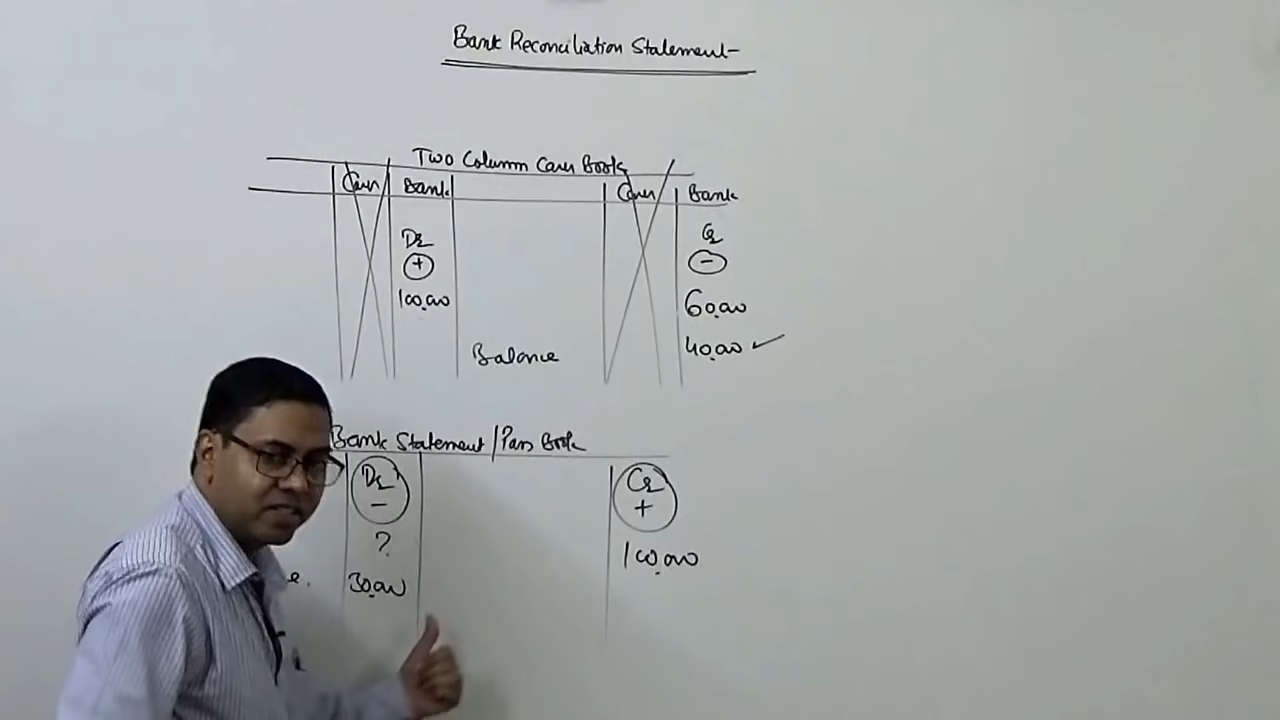 Bank Reconciliation Statement-
Two Column Cash Book
Cash Bank Cash Bank
Dr Cr
+ -
100,000 60,000
Balance 40,000 ✓
Bank Statement/Pass Book
Dr Cr
- +
? 100,000
30,000